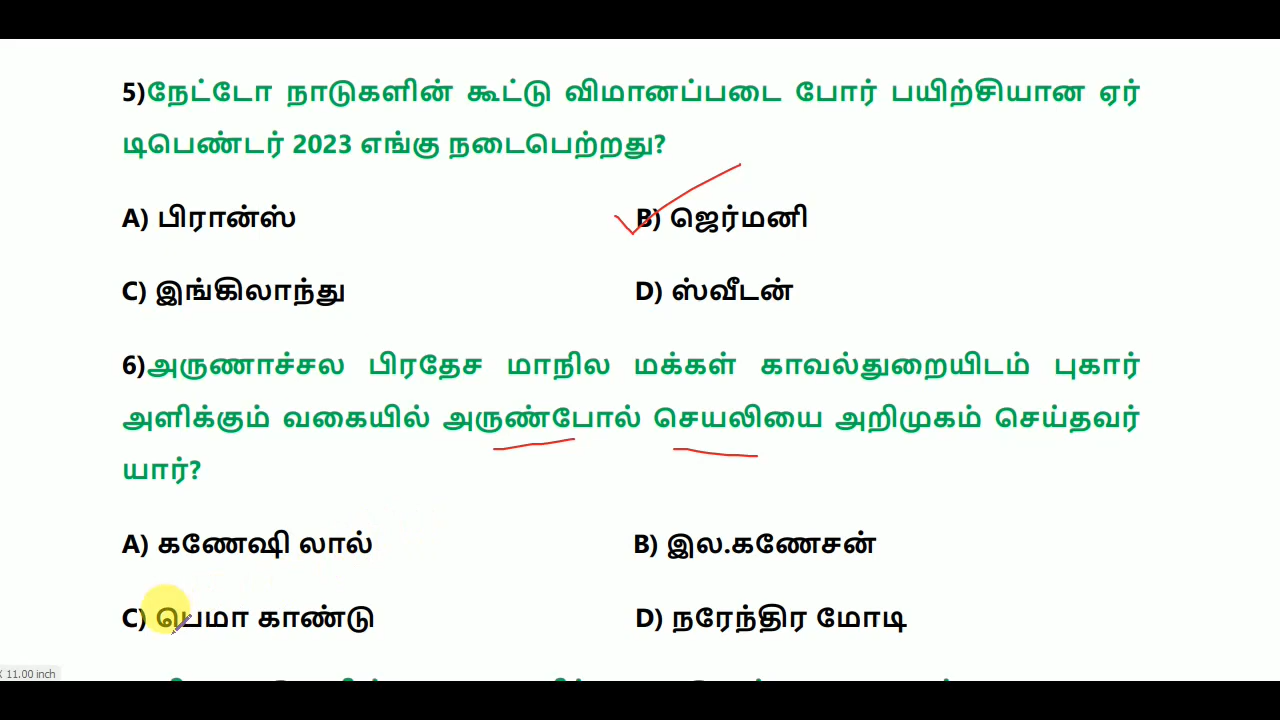 5)நேட்டோ நாடுகளின் கூட்டு விமானப்படை போர் பயிற்சியான ஏர்
டிபெண்டர் 2023 எங்கு நடைபெற்றது?
A) பிரான்ஸ் B) ஜெர்மனி
C) இங்கிலாந்து D) ஸ்வீடன்
6)அருணாச்சல பிரதேச மாநில மக்கள் காவல்துறையிடம் புகார்
அளிக்கும் வகையில் அருண்போல் செயலியை அறிமுகம் செய்தவர்
யார்?
A) கணேஷி லால் B) இல.கணேசன்
C) பெமா காண்டு D) நரேந்திர மோடி
X 11.00 inch